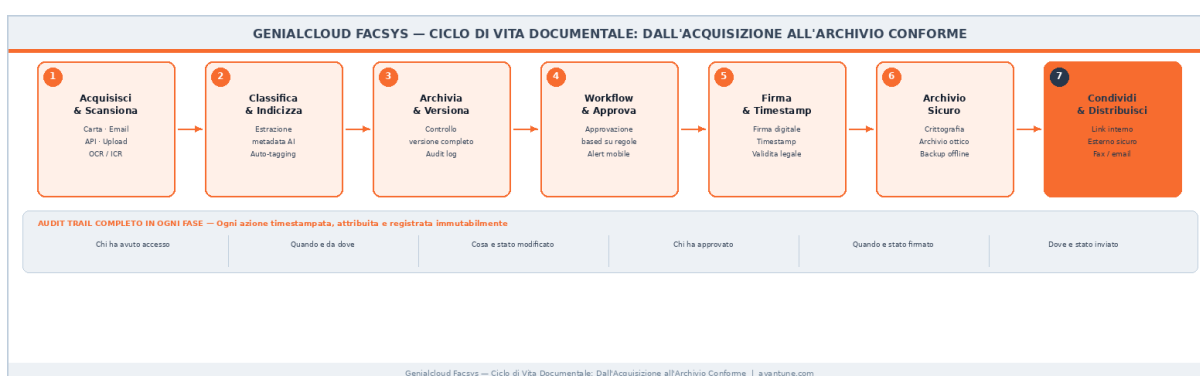 GENIALCLOUD FACSYS — CICLO DI VITA DOCUMENTALE: DALL'ACQUISIZIONE ALL'ARCHIVIO CONFORME
1
Acquisisci
& Scansiona
Carta · Email
API · Upload
OCR / ICR
2
Classifica
& Indicizza
Estrazione
metadata AI
Auto-tagging
3
Archivia
& Versiona
Controllo
versione completo
Audit log
4
Workflow
& Approva
Approvazione
based su regole
Alert mobile
5
Firma
& Timestamp
Firma digitale
Timestamp
Validita legale
6
Archivio
Sicuro
Crittografia
Archivio ottico
Backup offline
7
Condividi
& Distribuisci
Link interno
Esterno sicuro
Fax / email
AUDIT TRAIL COMPLETO IN OGNI FASE — Ogni azione timestampata, attribuita e registrata immutabilmente
Chi ha avuto accesso
Quando e da dove
Cosa e stato modificato
Chi ha approvato
Quando e stato firmato
Dove e stato inviato
Genialcloud Facsys — Ciclo di Vita Documentale: Dall'Acquisizione all'Archivio Conforme | avantune.com